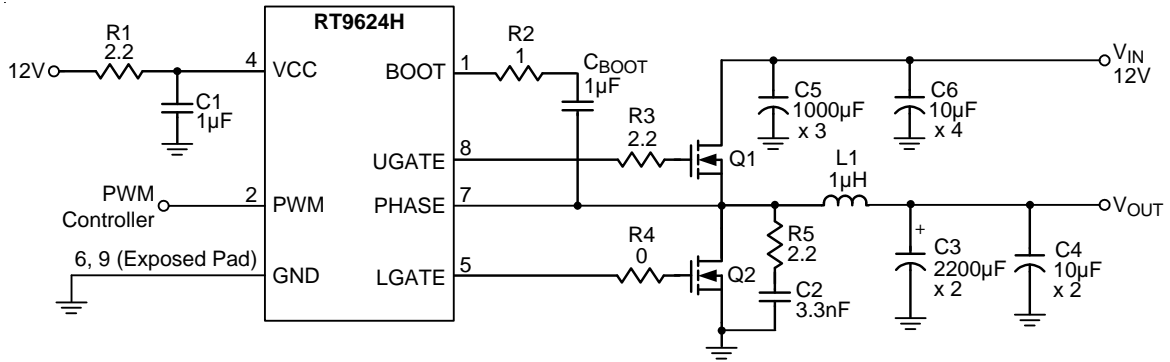 RT9624H
R1
2.2
12V
4
VCC
C1
1µF
BOOT
1
R2
1
CBOOT
1µF
VIN
12V
C5
1000µF
x 3
C6
10µF
x 4
R3
2.2
UGATE
8
Q1
L1
1µH
PWM
Controller
2
PWM
PHASE
7
VOUT
R5
2.2
C3
+
2200µF
x 2
C4
10µF
x 2
6, 9 (Exposed Pad)
GND
LGATE
5
R4
0
Q2
C2
3.3nF